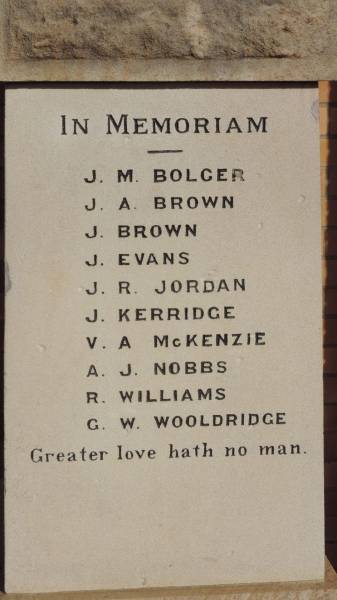 IN MEMORIAM
J. M. BOLGER
J. A. BROWN
J. BROWN
J. EVANS
J. R. JORDAN
J. KERRIDGE
V. A McKENZIE
A. J. NOBBS
R. WILLIAMS
G. W. WOOLDRIDGE
Greater love hath no man.